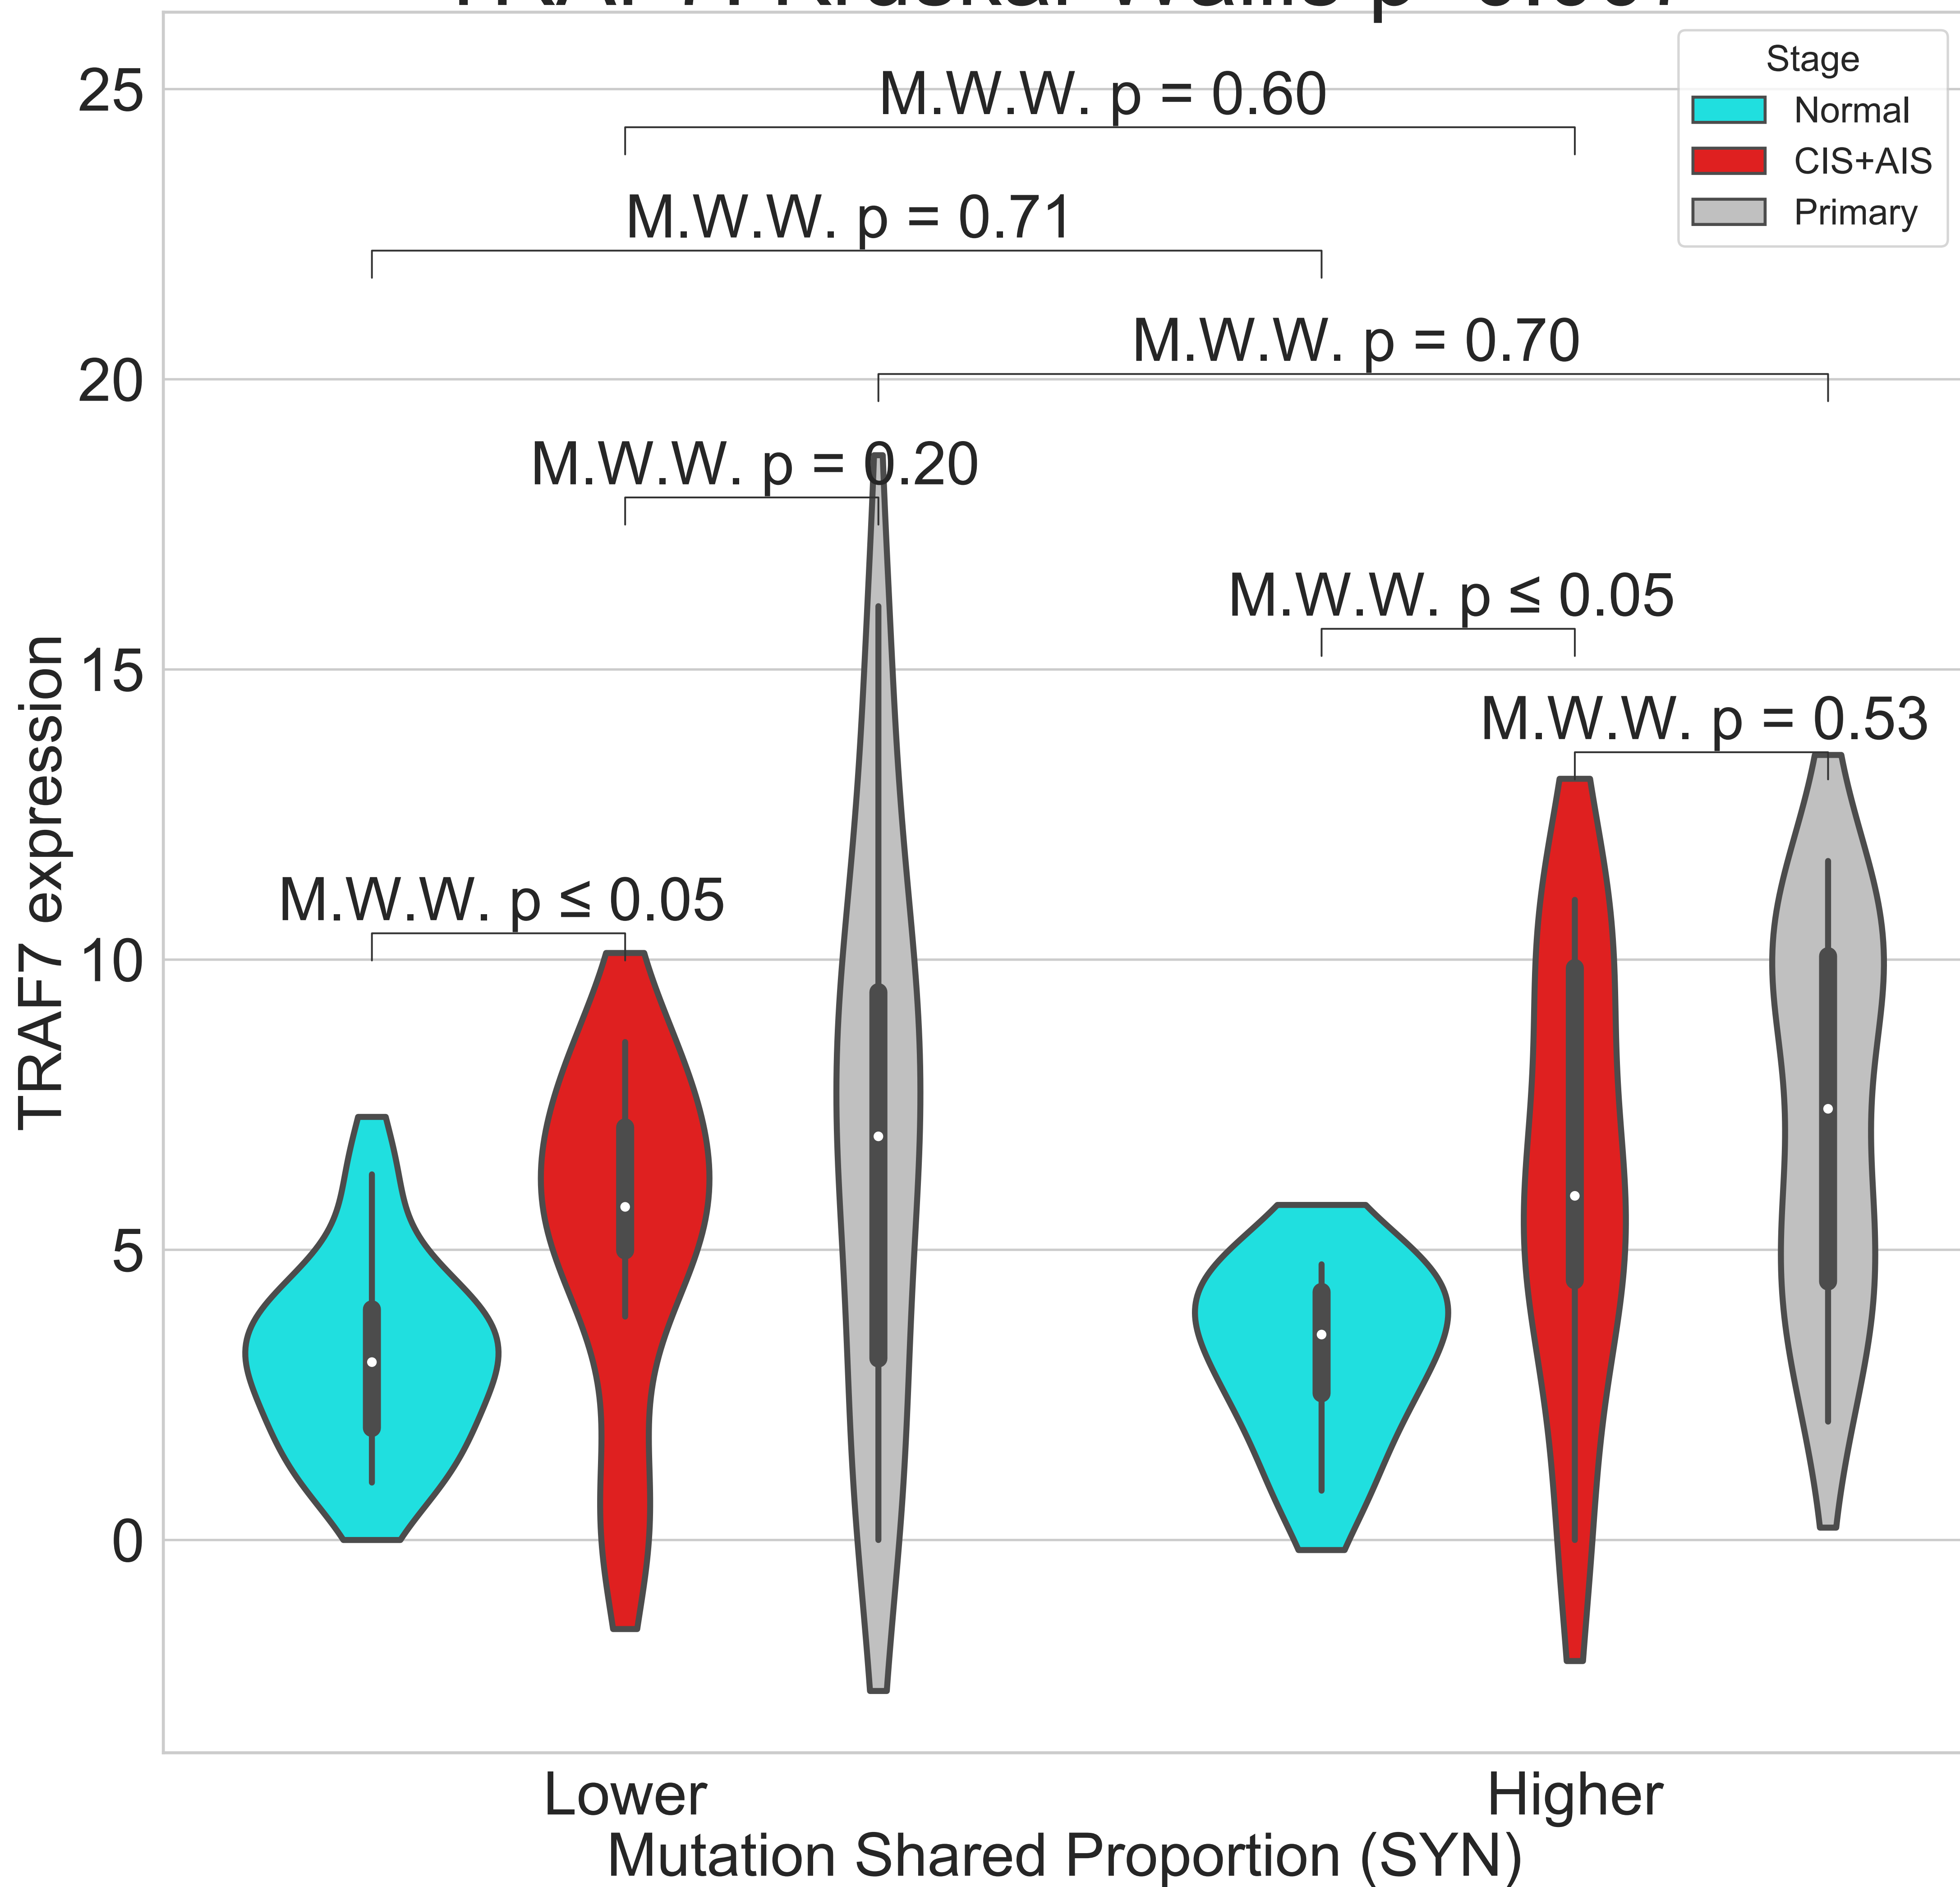 25
20
15
10
5
0
TRAF7 expression
M.W.W. p = 0.60
M.W.W. p = 0.71
M.W.W. p = 0.70
M.W.W. p = 0.20
M.W.W. p ≤ 0.05
M.W.W. p = 0.53
M.W.W. p ≤ 0.05
Stage
Normal
CIS+AIS
Primary
Lower
Higher
Mutation Shared Proportion (SYN)